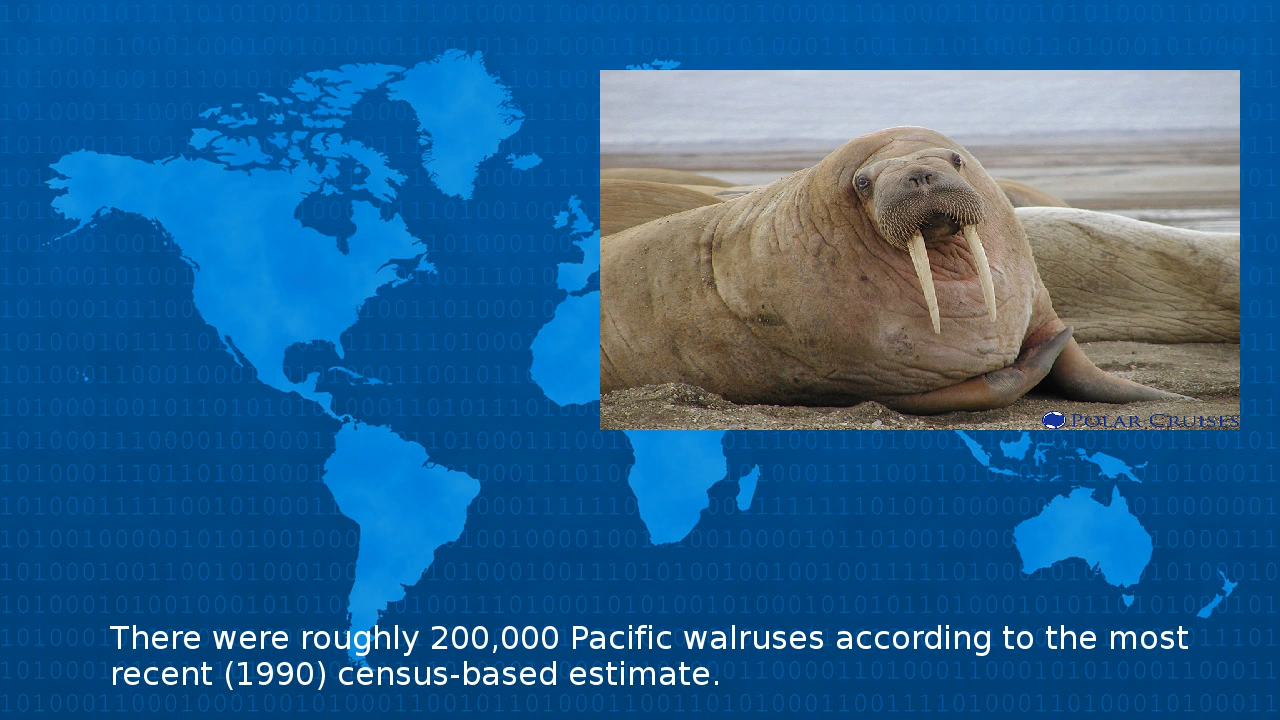 POLAR CRUISES
There were roughly 200,000 Pacific walruses according to the most
recent (1990) census-based estimate.